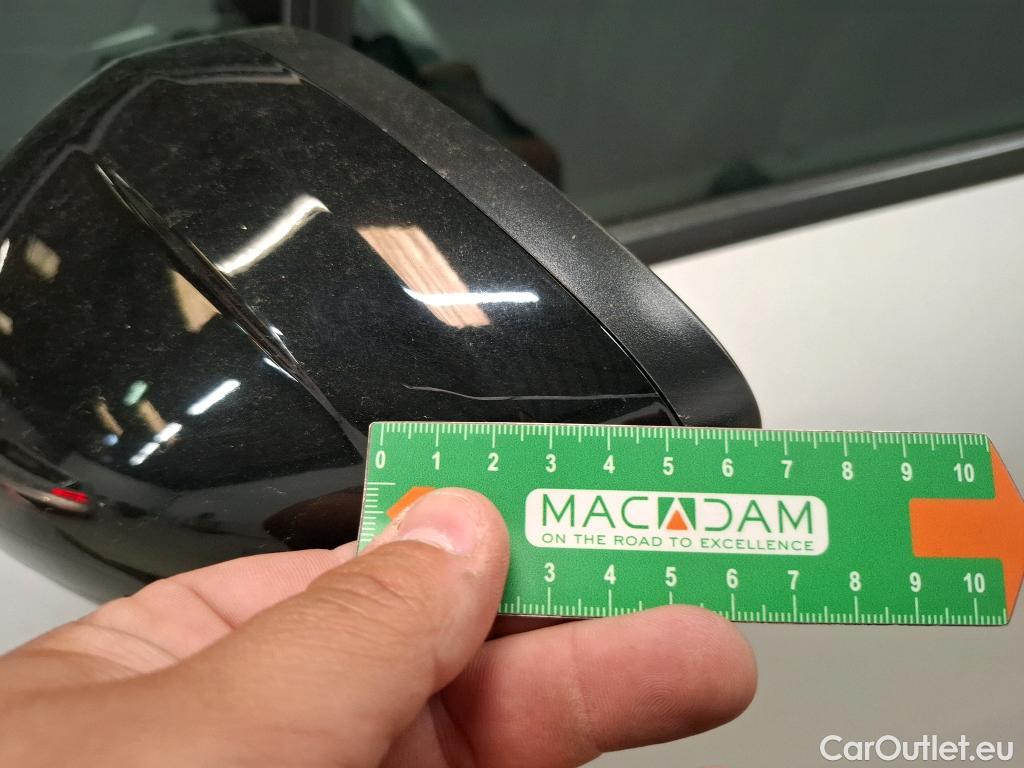 0 1 2 3 4 5 6 7 8 9 10
MACADAM
ON THE ROAD TO EXCELLENCE
3 4 5 6 7 8 9 10
CarOutlet.eu